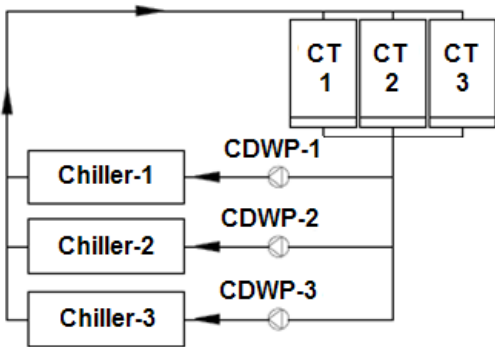 CT
1
CT
2
CT
3
CDWP-1
Chiller-1
CDWP-2
Chiller-2
CDWP-3
Chiller-3